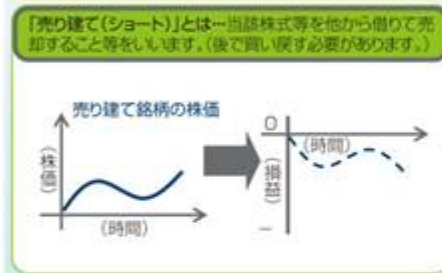 「売り建て(ショート)」とは…当該株式等を他から借りて売
却すること等をいいます。(後で買い戻す必要があります。)
売り建て銘柄の株価
(株価)
(時間)
0
(時間)
(損益)
−